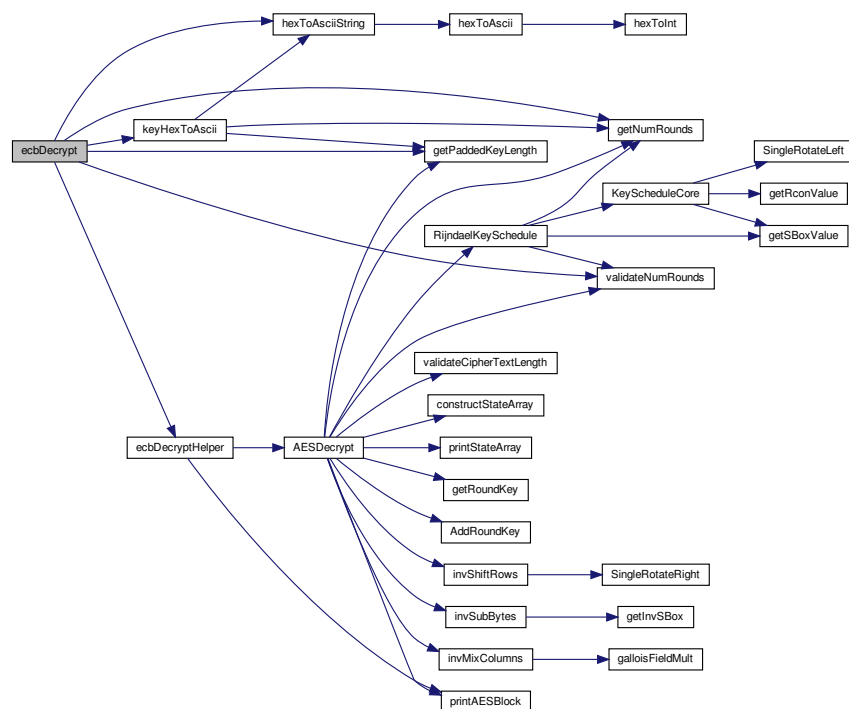 hexToAsciiString
hexToAscii
hexToInt
keyHexToAscii
getNumRounds
ecbDecrypt
getPaddedKeyLength
SingleRotateLeft
KeyScheduleCore
getRconValue
RijndaelKeySchedule
getSBoxValue
validateNumRounds
validateCipherTextLength
constructStateArray
ecbDecryptHelper
AESDecrypt
printStateArray
getRoundKey
AddRoundKey
invShiftRows
SingleRotateRight
invSubBytes
getInvSBox
invMixColumns
galloisFieldMult
printAESBlock